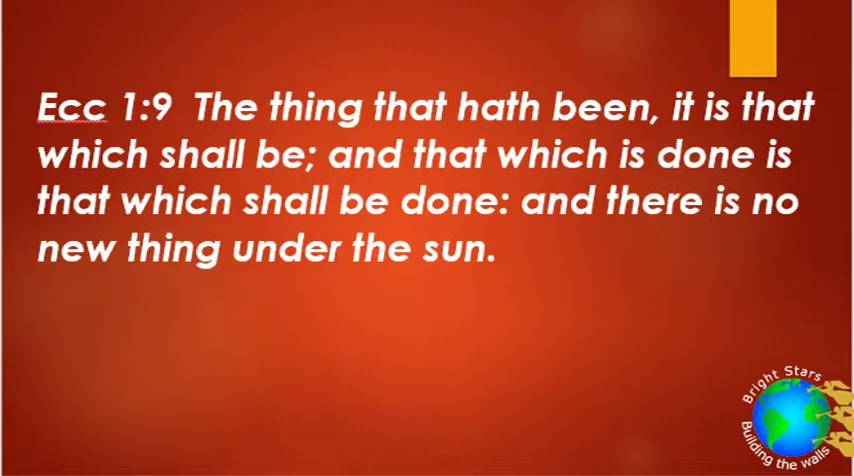 Ecc 1:9  The thing that hath been, it is that
which shall be; and that which is done is
that which shall be done: and there is no
new thing under the sun.
Bright Stars
Building the walls